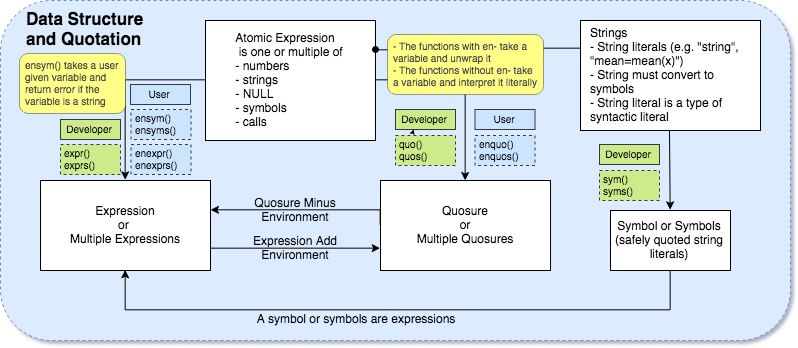 Data Structure
and Quotation
ensym() takes a user
given variable and
return error if the
variable is a string
Developer
expr()
exprs()
User
ensym()
ensyms()
enexpr()
enexprs()
Atomic Expression
is one or multiple of
- numbers
- strings
- NULL
- symbols
- calls
- The functions with en- take a
variable and unwrap it
- The functions without en- take
a variable and interpret it literally
Developer
quo()
quos()
User
enquo()
enquos()
Strings
- String literals (e.g. "string",
"mean=mean(x)")
- String must convert to
symbols
- String literal is a type of
syntactic literal
Developer
sym()
syms()
Expression
or
Multiple Expressions
Quosure Minus
Environment
Expression Add
Environment
Quosure
or
Multiple Quosures
Symbol or Symbols
(safely quoted string
literals)
A symbol or symbols are expressions